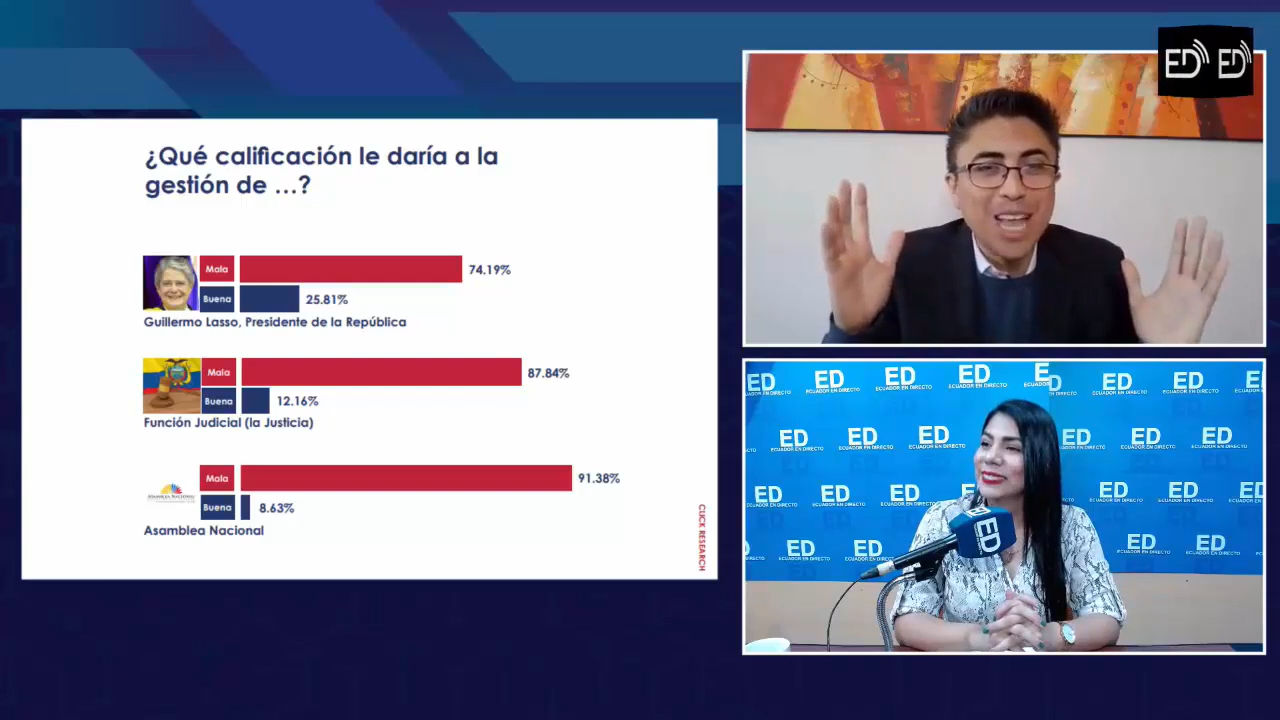 ¿Qué calificación le daría a la
gestión de ...?
Mala
74.19%
Buena
25.81%
Guillermo Lasso, Presidente de la República
Mala
87.84%
Buena
12.16%
Función Judicial (la Justicia)
ASAMBLEA NACIONAL
Mala
91.38%
Buena
8.63%
Asamblea Nacional
CLICK RESEARCH
ED ED
ED
ECUADOR EN DIRECTO